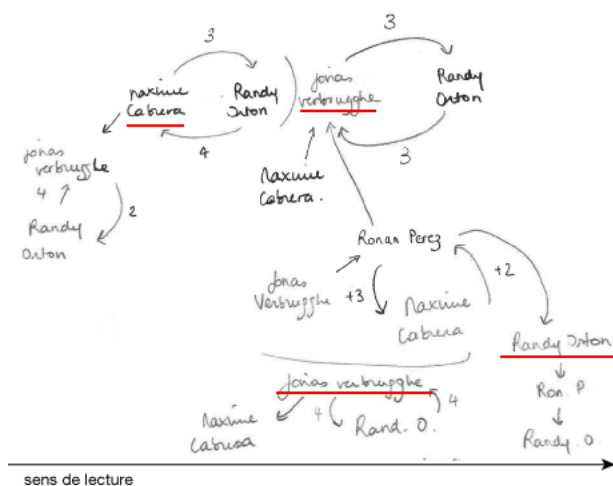 3
3
Maxime
Cabrera
Randy
Orton
Jonas
verbrugghe
Randy
Orton
4
3
Jonas
verbrugghe
4
2
Randy
Orton
Maxime
Cabrera.
Ronan Perez
Jonas
Verbrugghe
+3
Maxime
Cabrera
+2
Randy Orton
Ron. P
Randy. O.
Jonas verbrugghe
Maxime
Cabrera
4
Rand. O.
4
sens de lecture